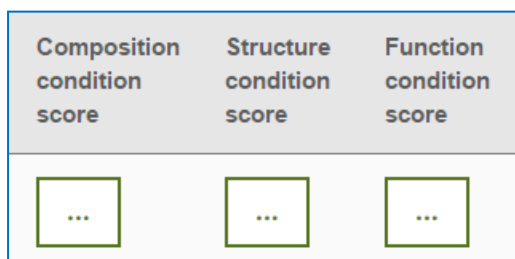 Composition condition score
Structure condition score
Function condition score
... ... ...